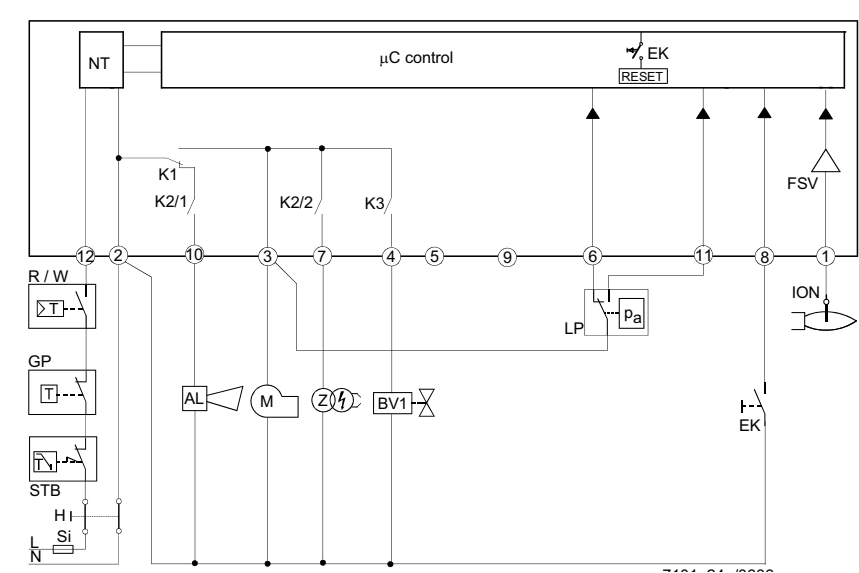 NT
µC control
EK
RESET
K1
K2/1
K2/2
K3
FSV
12
2
10
3
7
4
5
9
6
11
8
1
R / W
T
LP
pa
ION
GP
T
AL
M
Z
BV1
EK
T
STB
H
Si
L
N